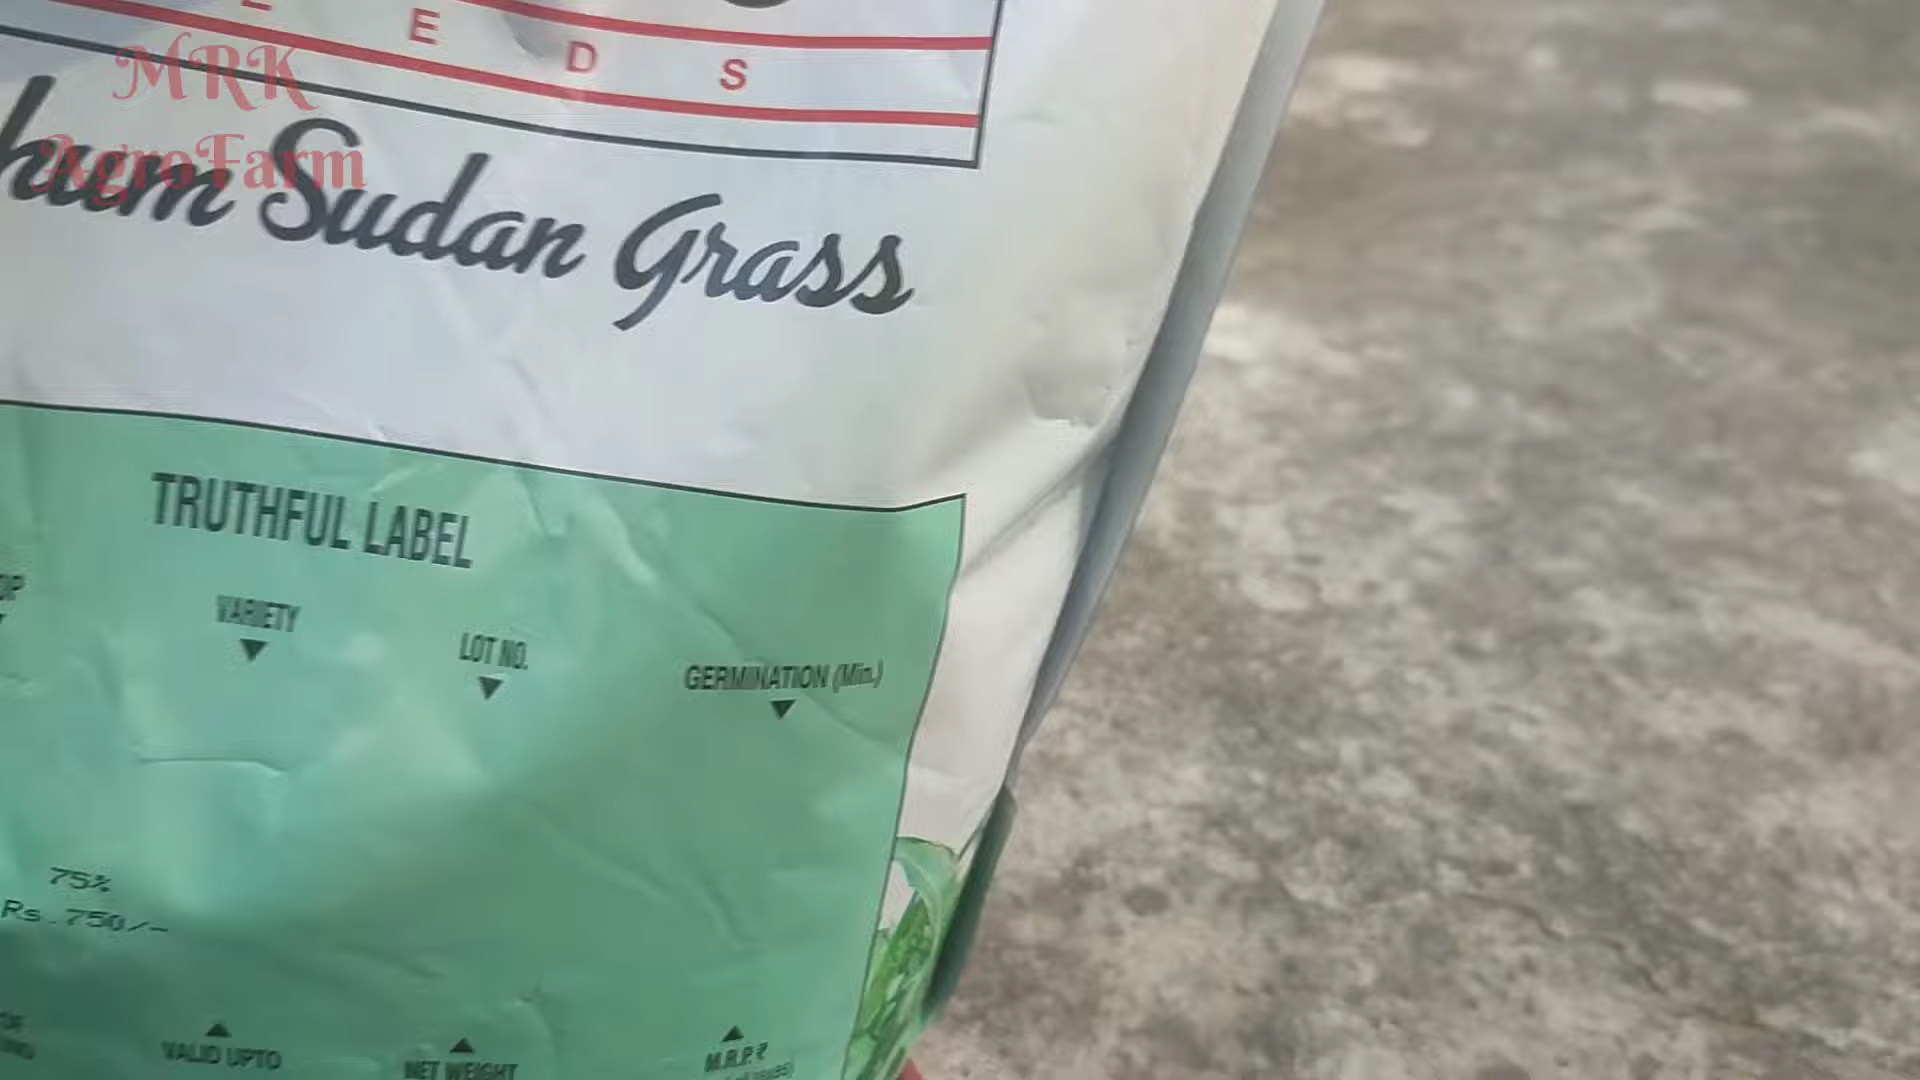 E D S
MRK
AgroFarm
hum Sudan Grass
TRUTHFUL LABEL
VARIETY
LOT NO.
GERMINATION (Min.)
75%
Rs.750/-
VALID UPTO
NET WEIGHT
M.R.P. ₹